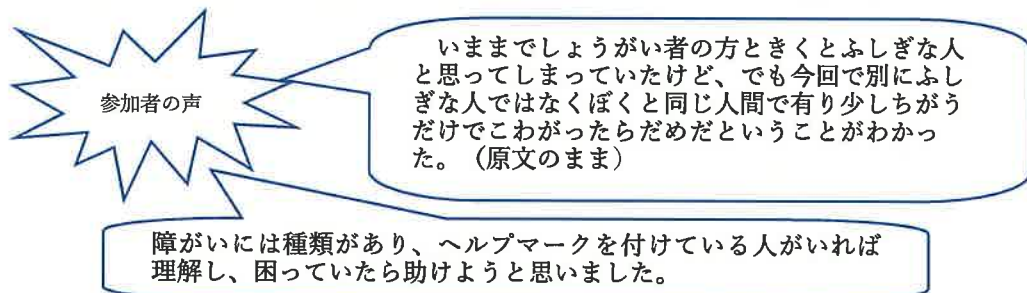 参加者の声
いままでしょうがい者の方ときくとふしぎな人
と思ってしまっていたけど、でも今回で別にふし
ぎな人ではなくぼくと同じ人間で有り少しちがう
だけでこわがったらだめだということがわかっ
た。（原文のまま）
障がいには種類があり、ヘルプマークを付けている人がいれば
理解し、困っていたら助けようと思いました。